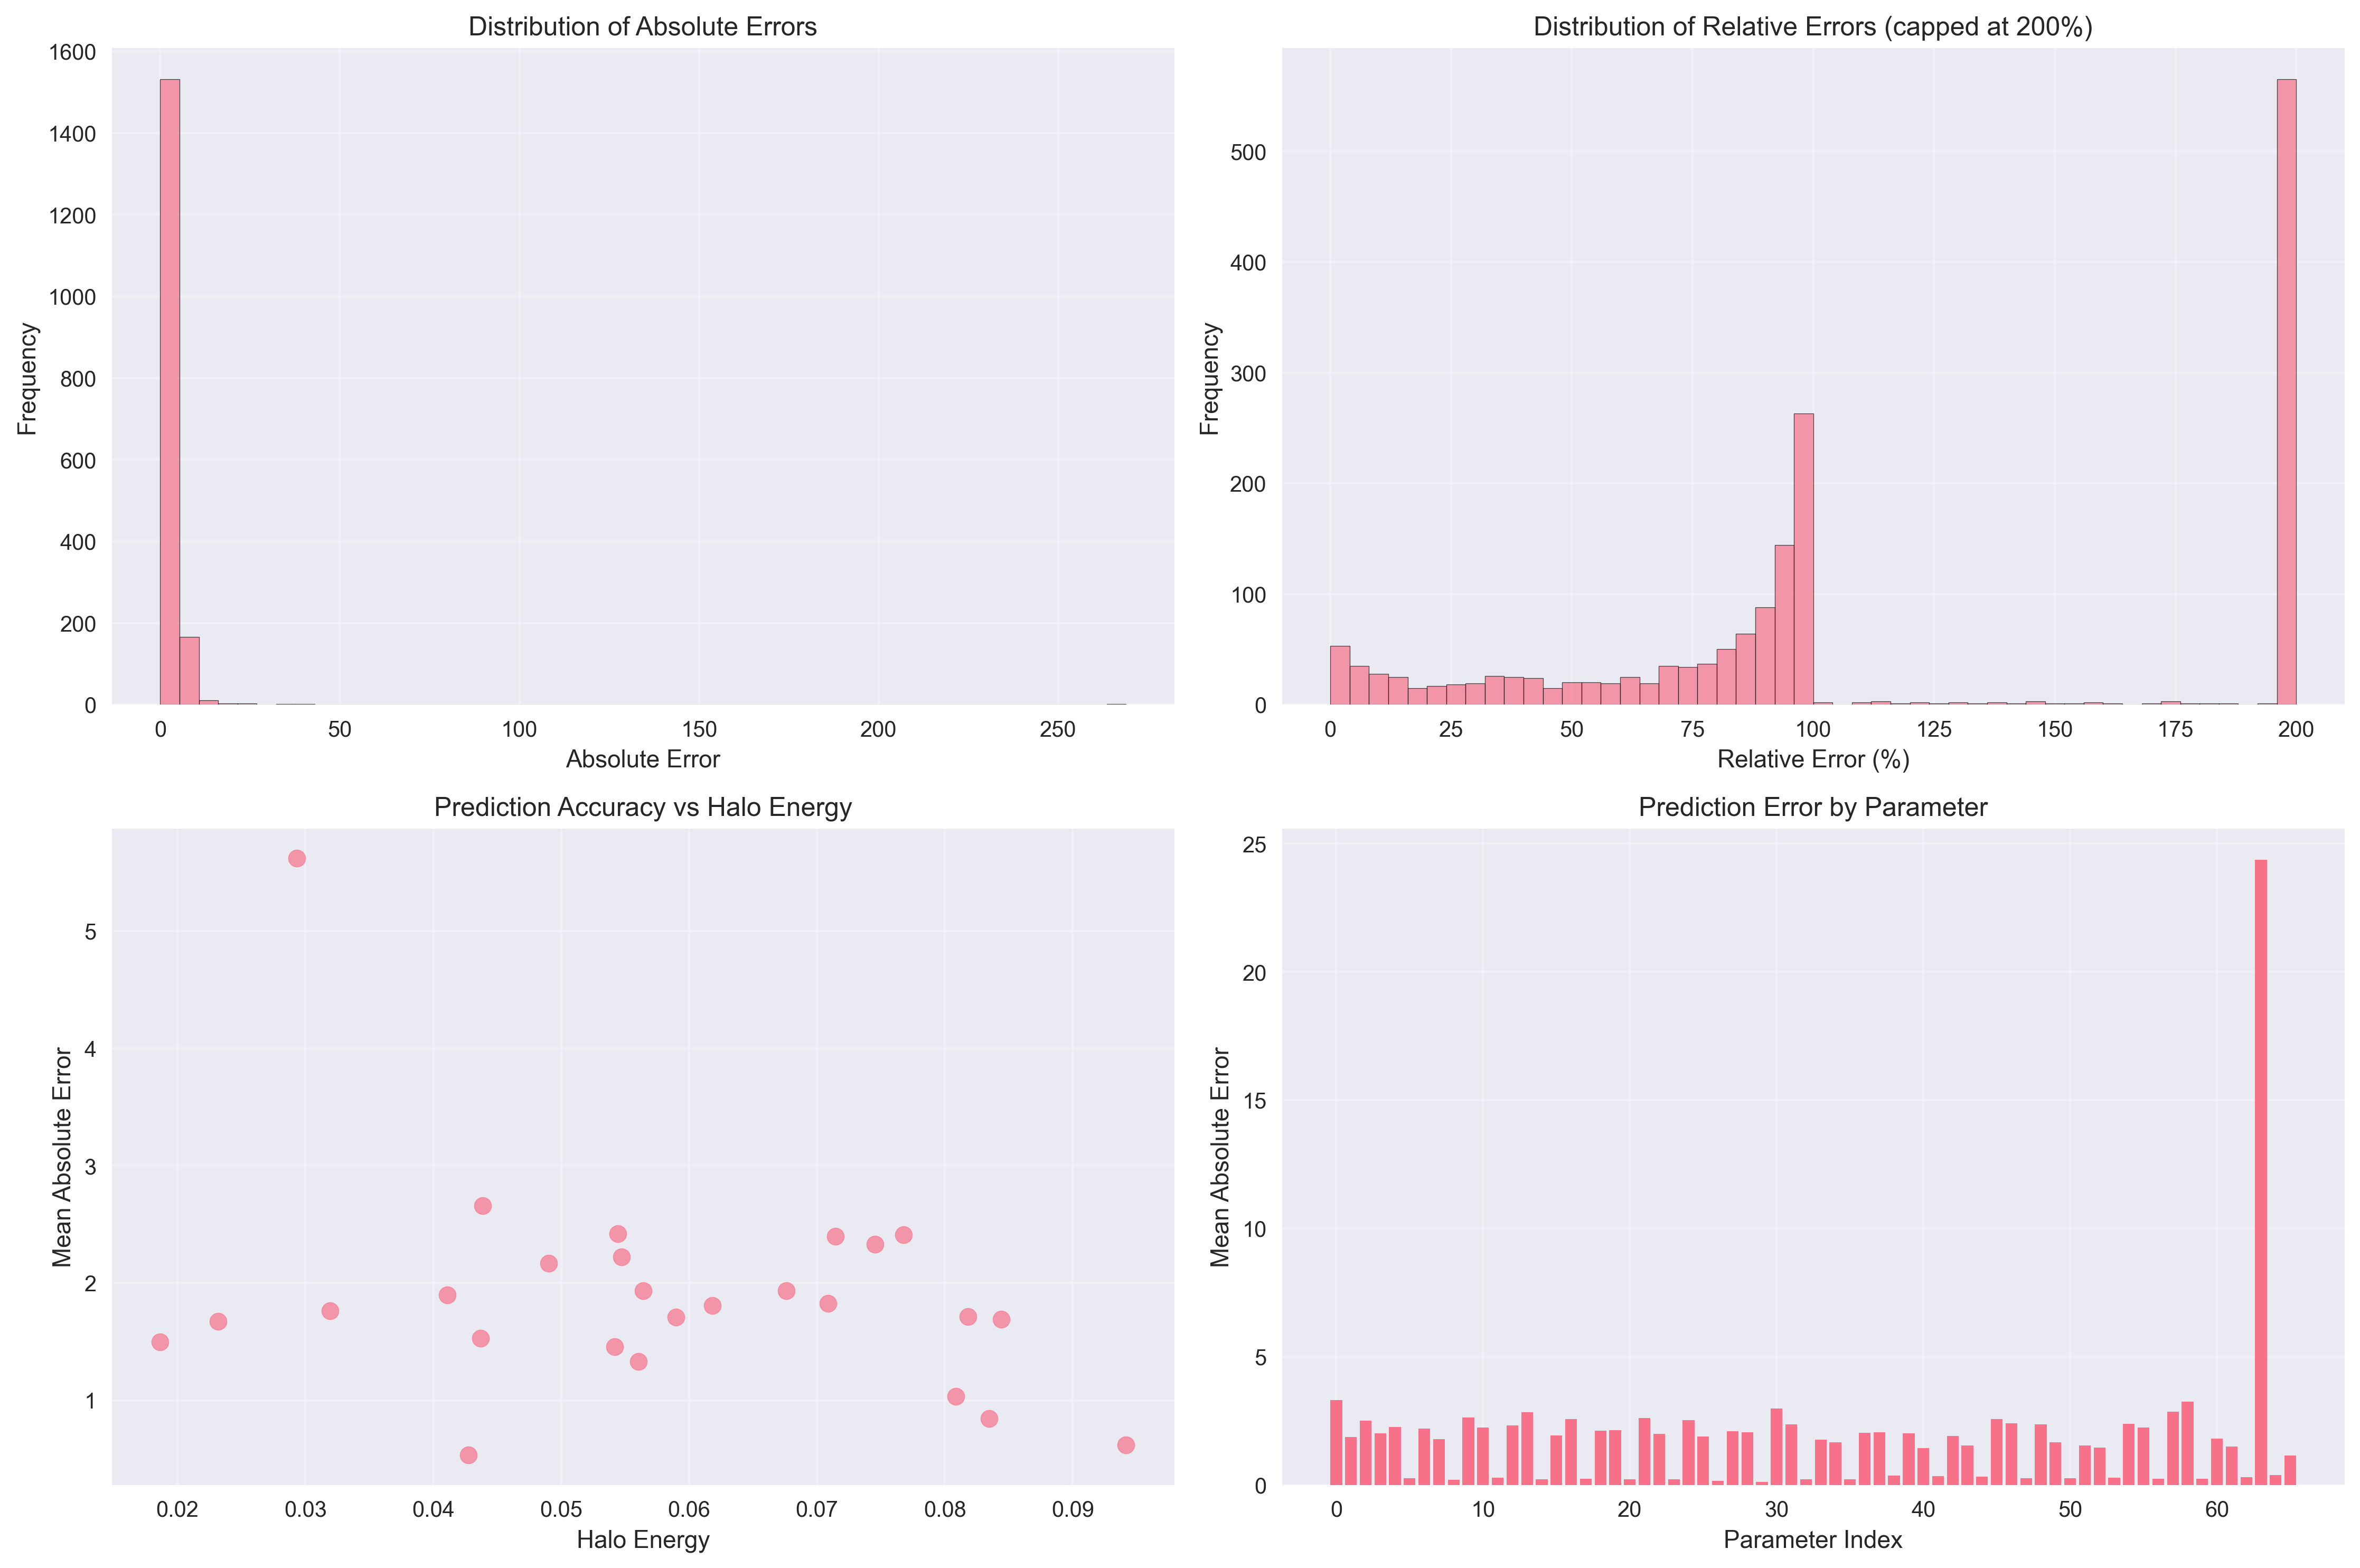 Distribution of Absolute Errors
Frequency
1600
1400
1200
1000
800
600
400
200
0
0 50 100 150 200 250
Absolute Error
Distribution of Relative Errors (capped at 200%)
Frequency
500
400
300
200
100
0
0 25 50 75 100 125 150 175 200
Relative Error (%)
Prediction Accuracy vs Halo Energy
Mean Absolute Error
5
4
3
2
1
0.02 0.03 0.04 0.05 0.06 0.07 0.08 0.09
Halo Energy
Prediction Error by Parameter
Mean Absolute Error
25
20
15
10
5
0
0 10 20 30 40 50 60
Parameter Index